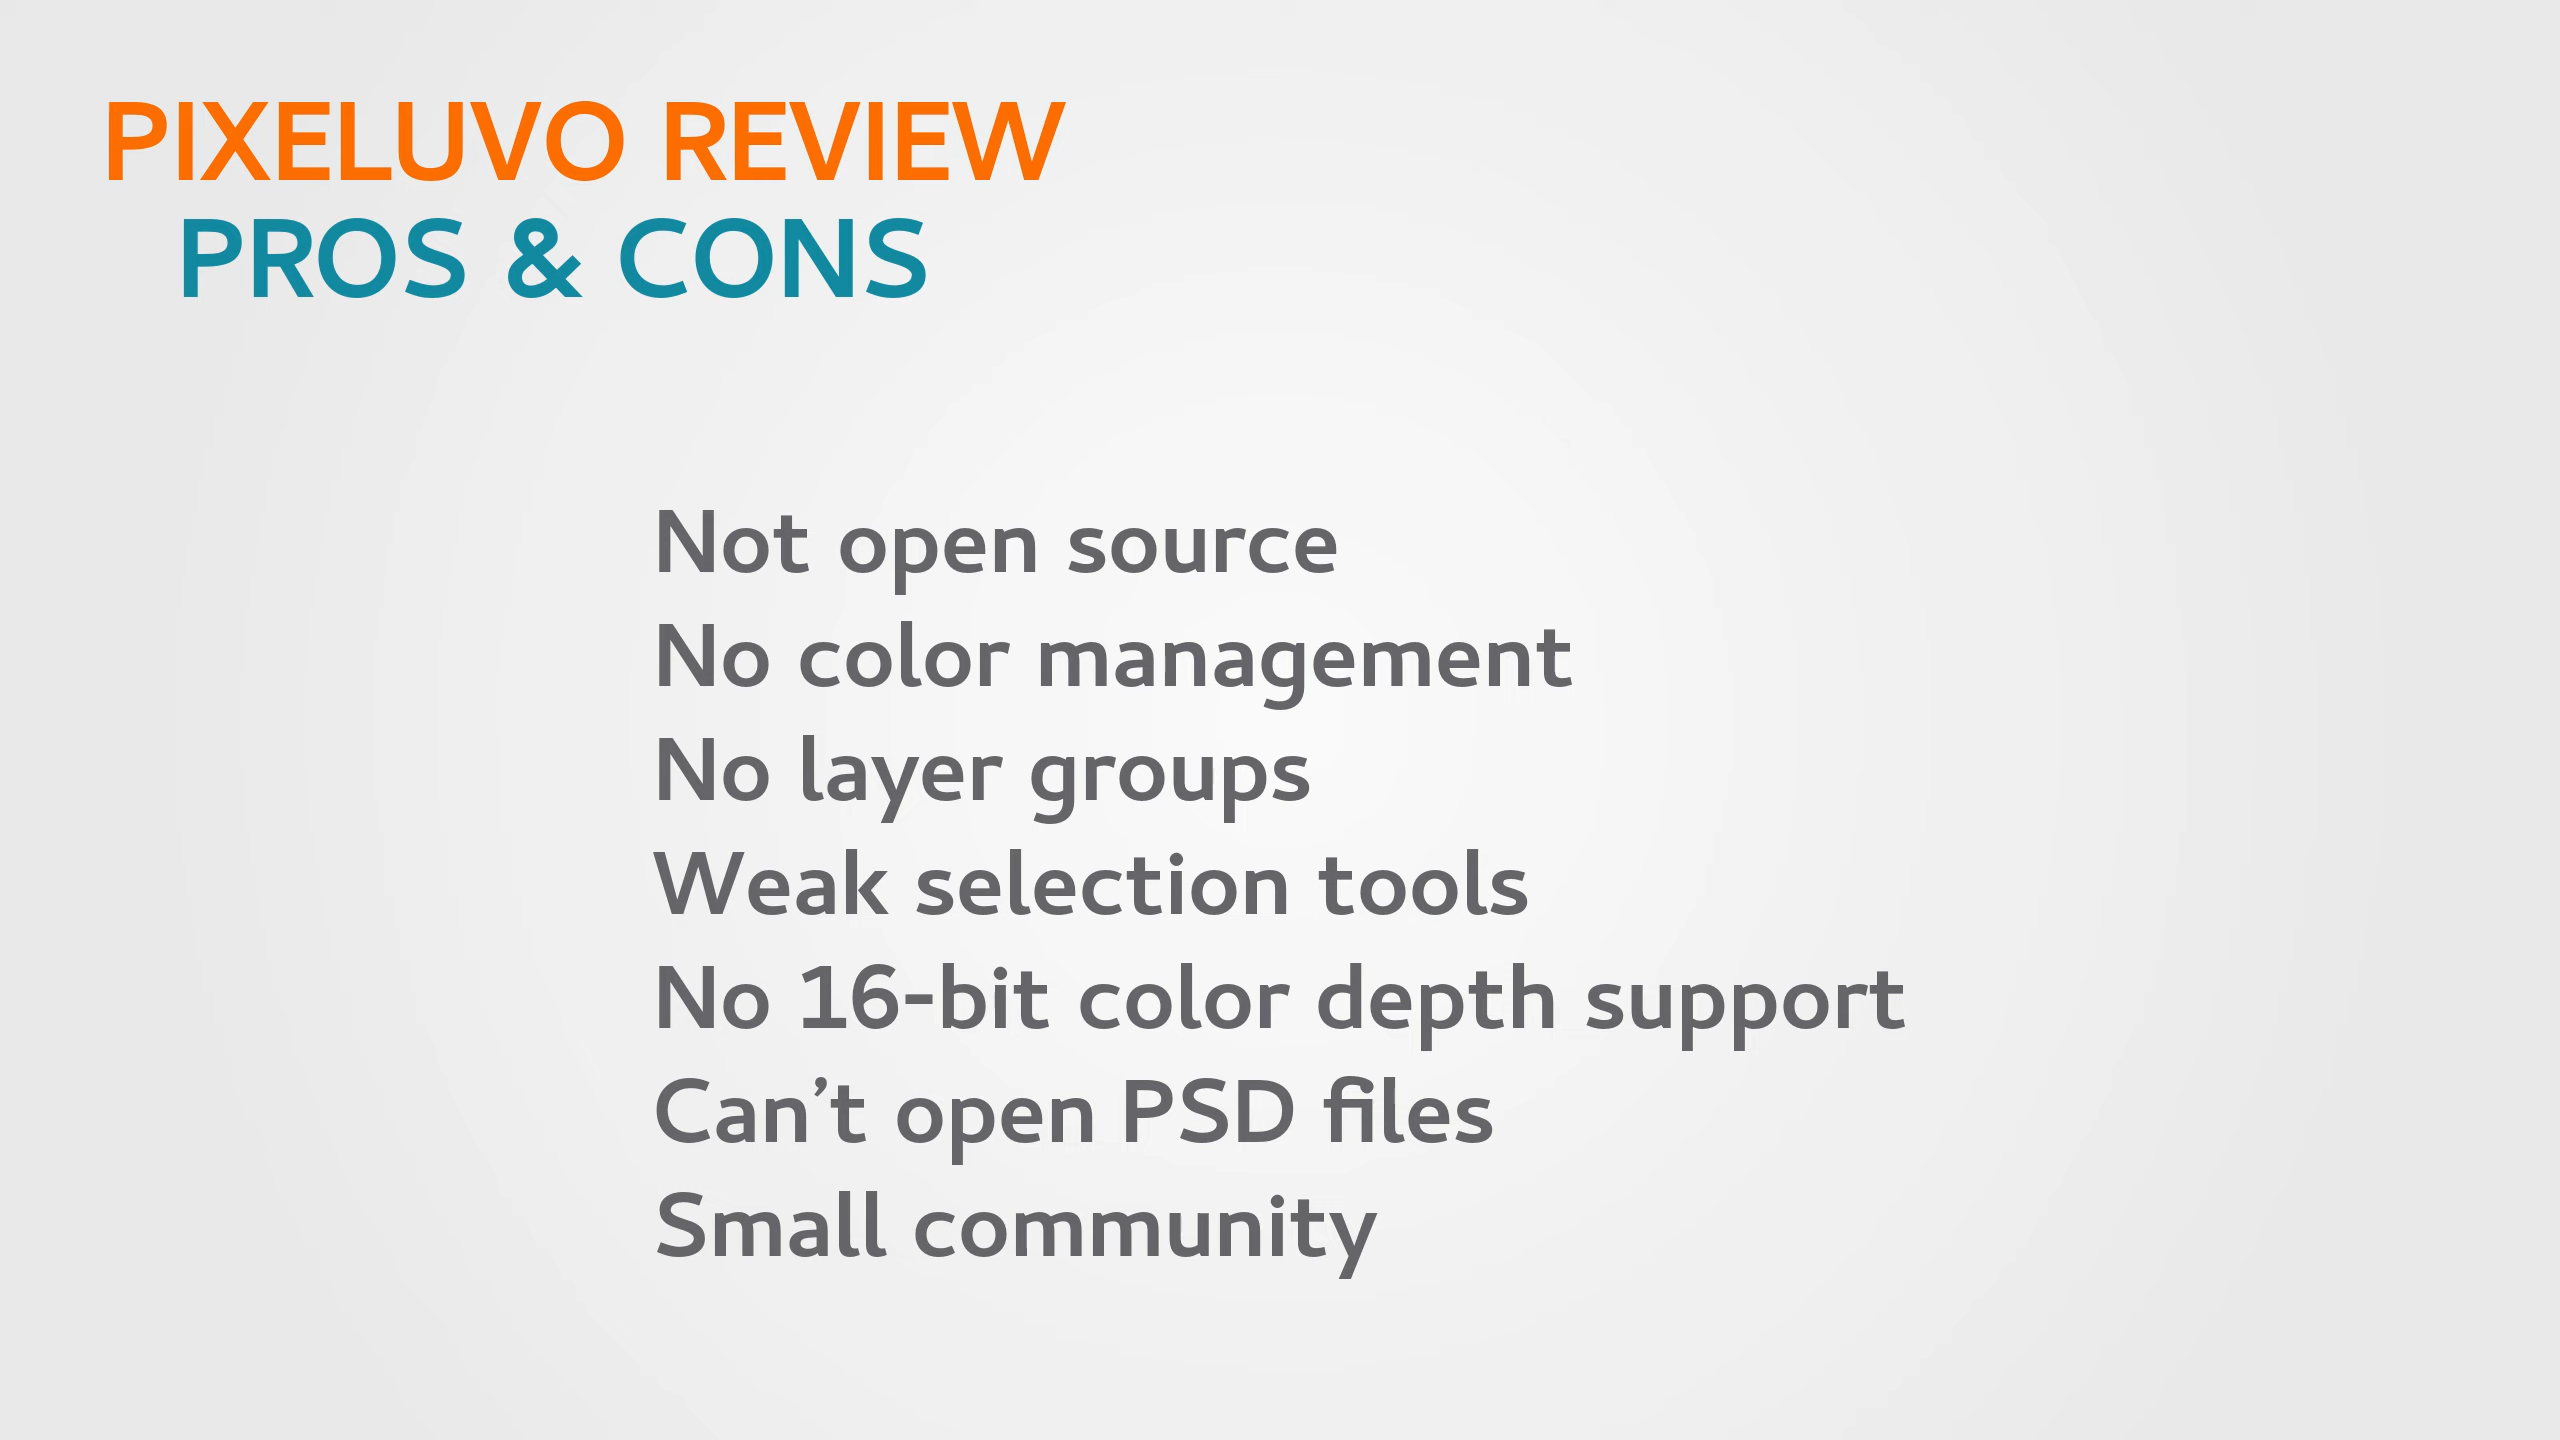 PIXELUVO REVIEW
PROS & CONS
Not open source
No color management
No layer groups
Weak selection tools
No 16-bit color depth support
Can’t open PSD files
Small community